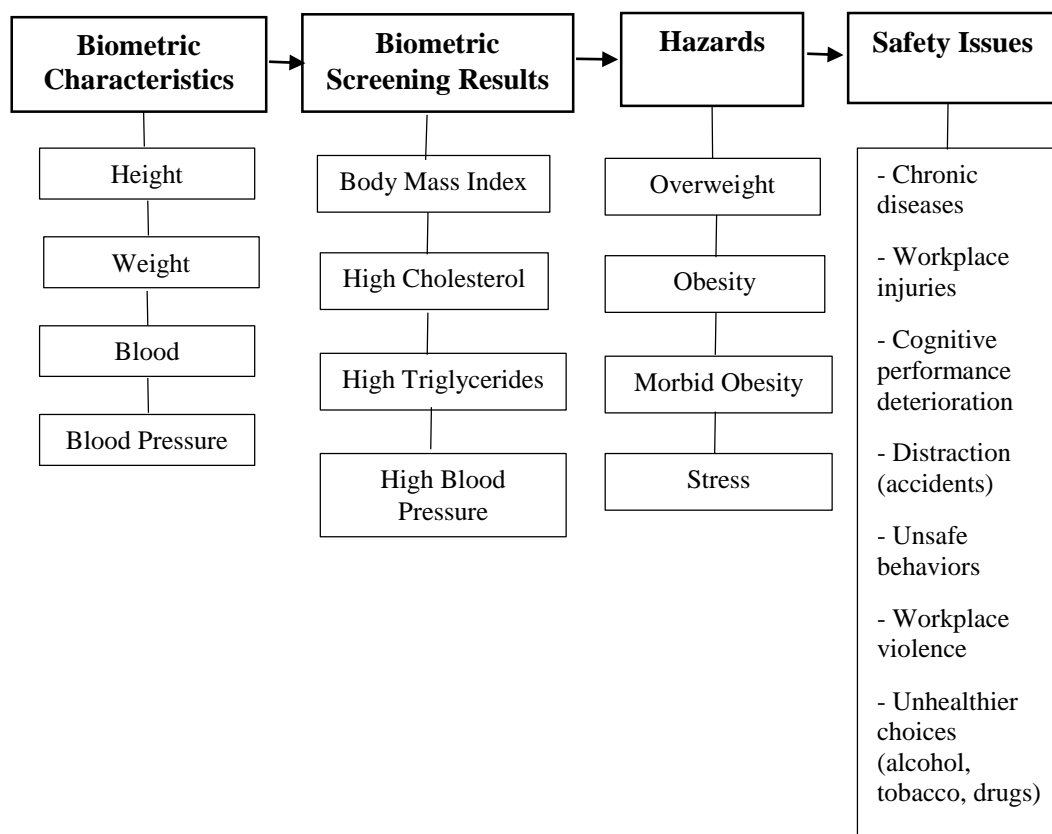 Biometric
Characteristics
Height
Weight
Blood
Blood Pressure
Biometric
Screening Results
Body Mass Index
High Cholesterol
High Triglycerides
High Blood
Pressure
Hazards
Overweight
Obesity
Morbid Obesity
Stress
Safety Issues
- Chronic
diseases
- Workplace
injuries
- Cognitive
performance
deterioration
- Distraction
(accidents)
- Unsafe
behaviors
- Workplace
violence
- Unhealthier
choices
(alcohol,
tobacco, drugs)